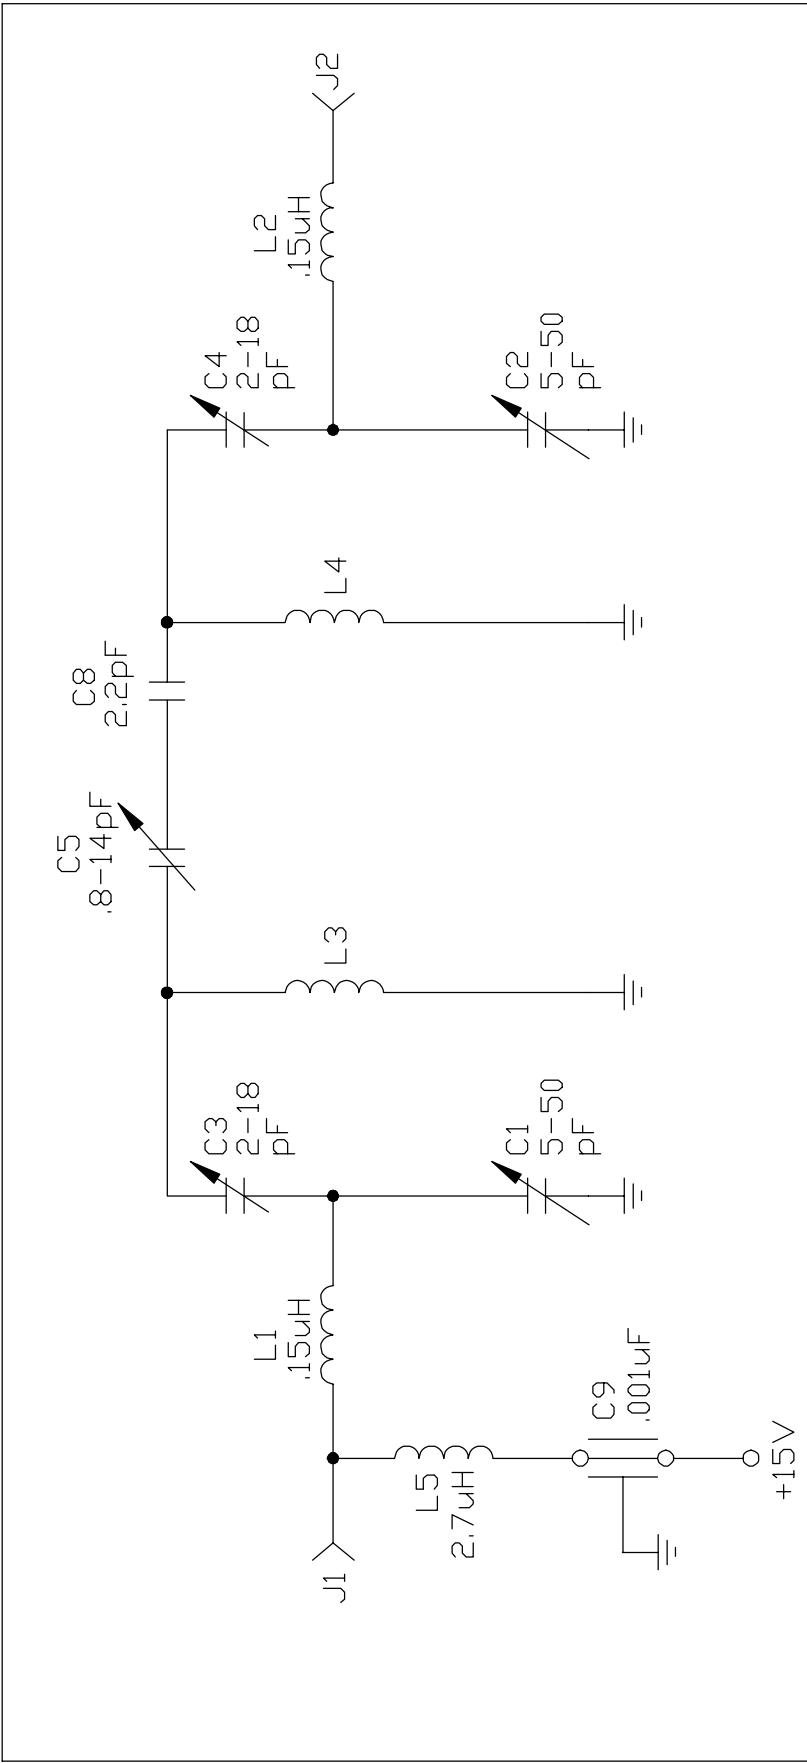 J2
L2
.15uH
C4
2-18
pF
C2
5-50
pF
L4
C8
2.2pF
C5
.8-14pF
L3
C3
2-18
pF
C1
5-50
pF
L1
.15uH
L5
2.7uH
C9
.001uF
+15V
J1